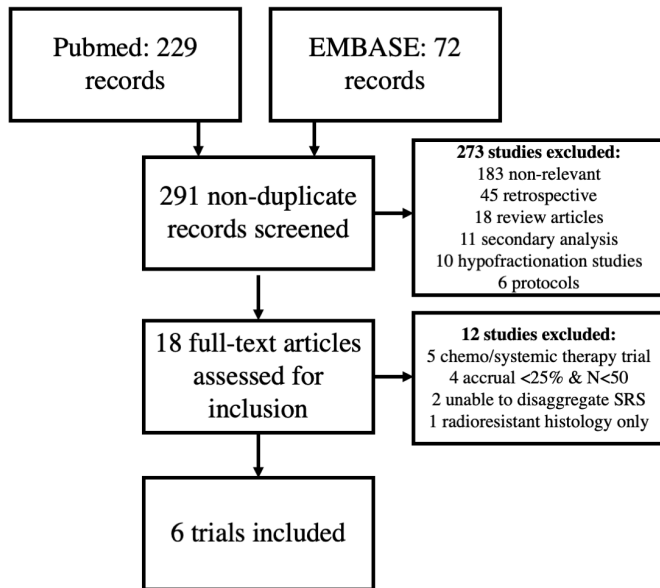 Pubmed: 229
records
EMBASE: 72
records
291 non-duplicate
records screened
273 studies excluded:
183 non-relevant
45 retrospective
18 review articles
11 secondary analysis
10 hypofractionation studies
6 protocols
18 full-text articles
assessed for
inclusion
12 studies excluded:
5 chemo/systemic therapy trial
4 accrual <25% & N<50
2 unable to disaggregate SRS
1 radioresistant histology only
6 trials included